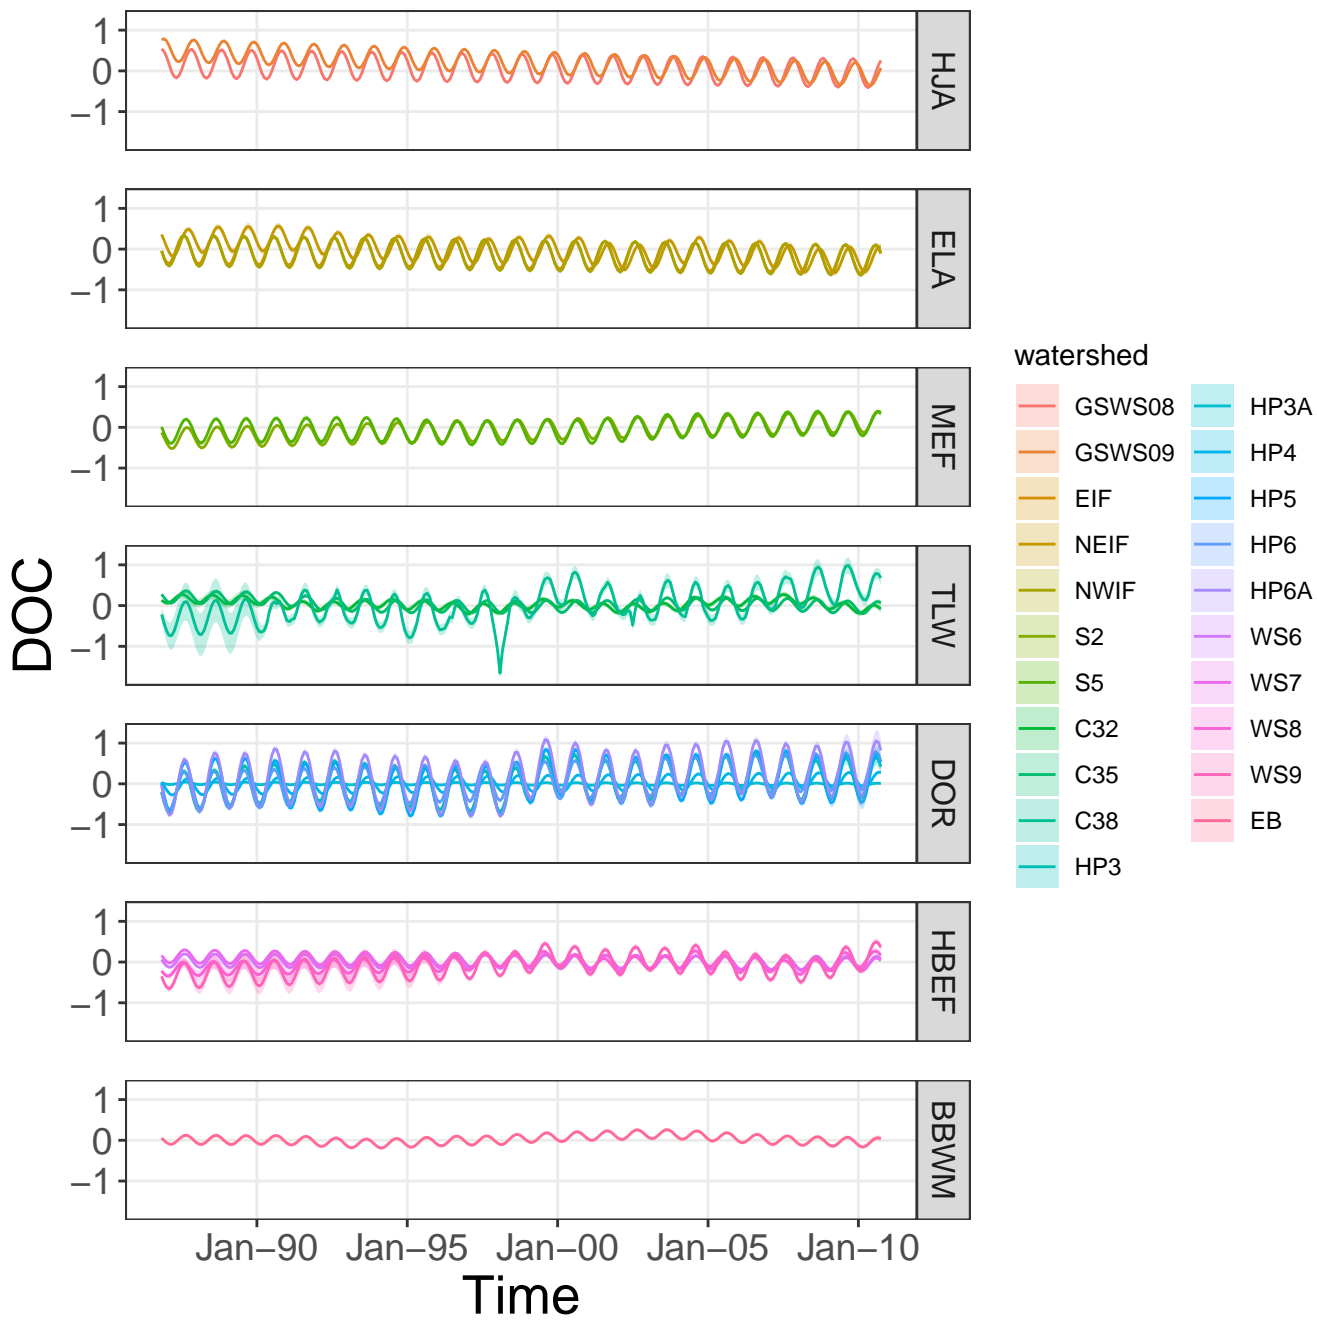 DOC
1
0
−1
HJA
1
0
−1
ELA
1
0
−1
MEF
1
0
−1
TLW
1
0
−1
DOR
1
0
−1
HBEF
1
0
−1
BBWM
Jan−90 Jan−95 Jan−00 Jan−05 Jan−10
Time
watershed
GSWS08
GSWS09
EIF
NEIF
NWIF
S2
S5
C32
C35
C38
HP3
HP3A
HP4
HP5
HP6
HP6A
WS6
WS7
WS8
WS9
EB